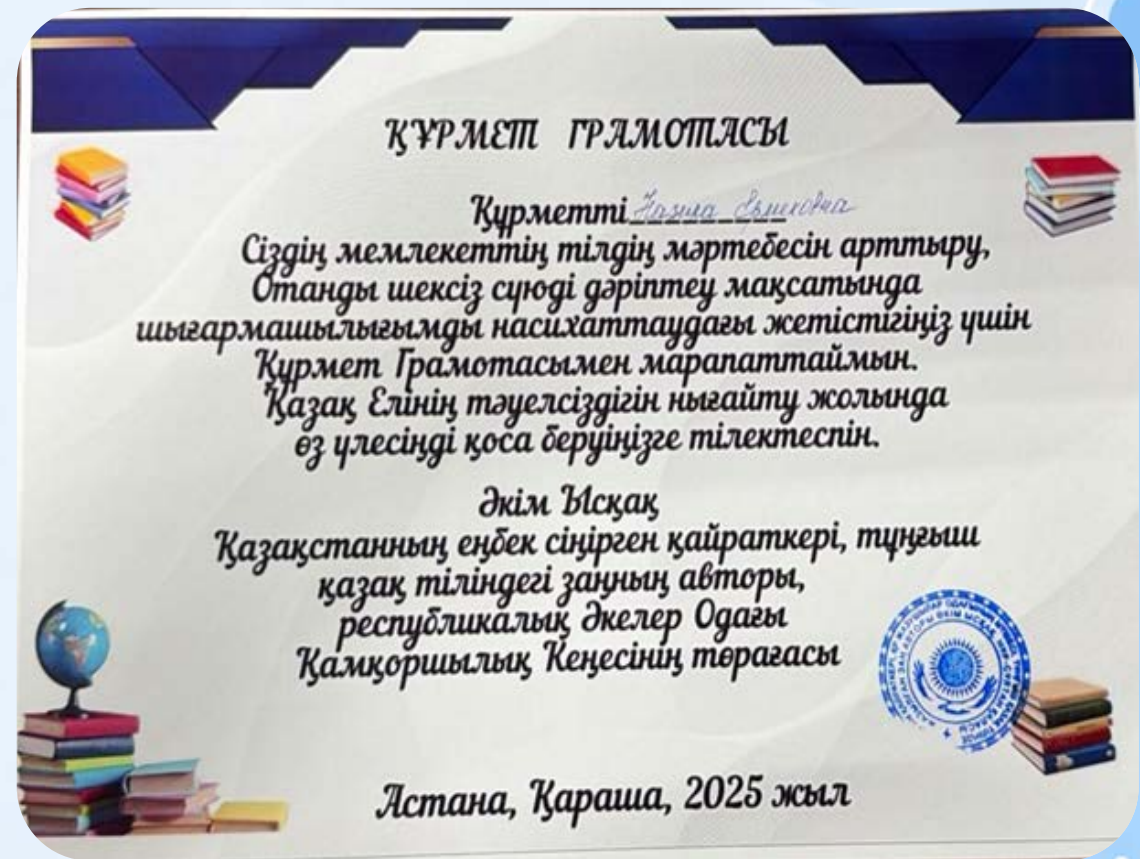 ҚҰРМЕТ ГРАМОТАСЫ
Құрметті
Сіздің мемлекеттің тілдің мәртебесін арттыру,
Отанды шексіз сүюді дәріптеу мақсатында
шығармашылығымды насихаттаудағы жетістігіңіз үшін
Құрмет Грамотасымен марапаттаймын.
Қазақ Елінің тәуелсіздігін нығайту жолында
өз үлесіңді қоса беруіңізге тілектеспін.
Әкім Ысқақ
Қазақстанның еңбек сіңірген қайраткері, тұңғыш
қазақ тіліндегі заңның авторы,
республикалық Әкелер Одағы
Қамқоршылық Кеңесінің төрағасы
Астана, Қараша, 2025 жыл